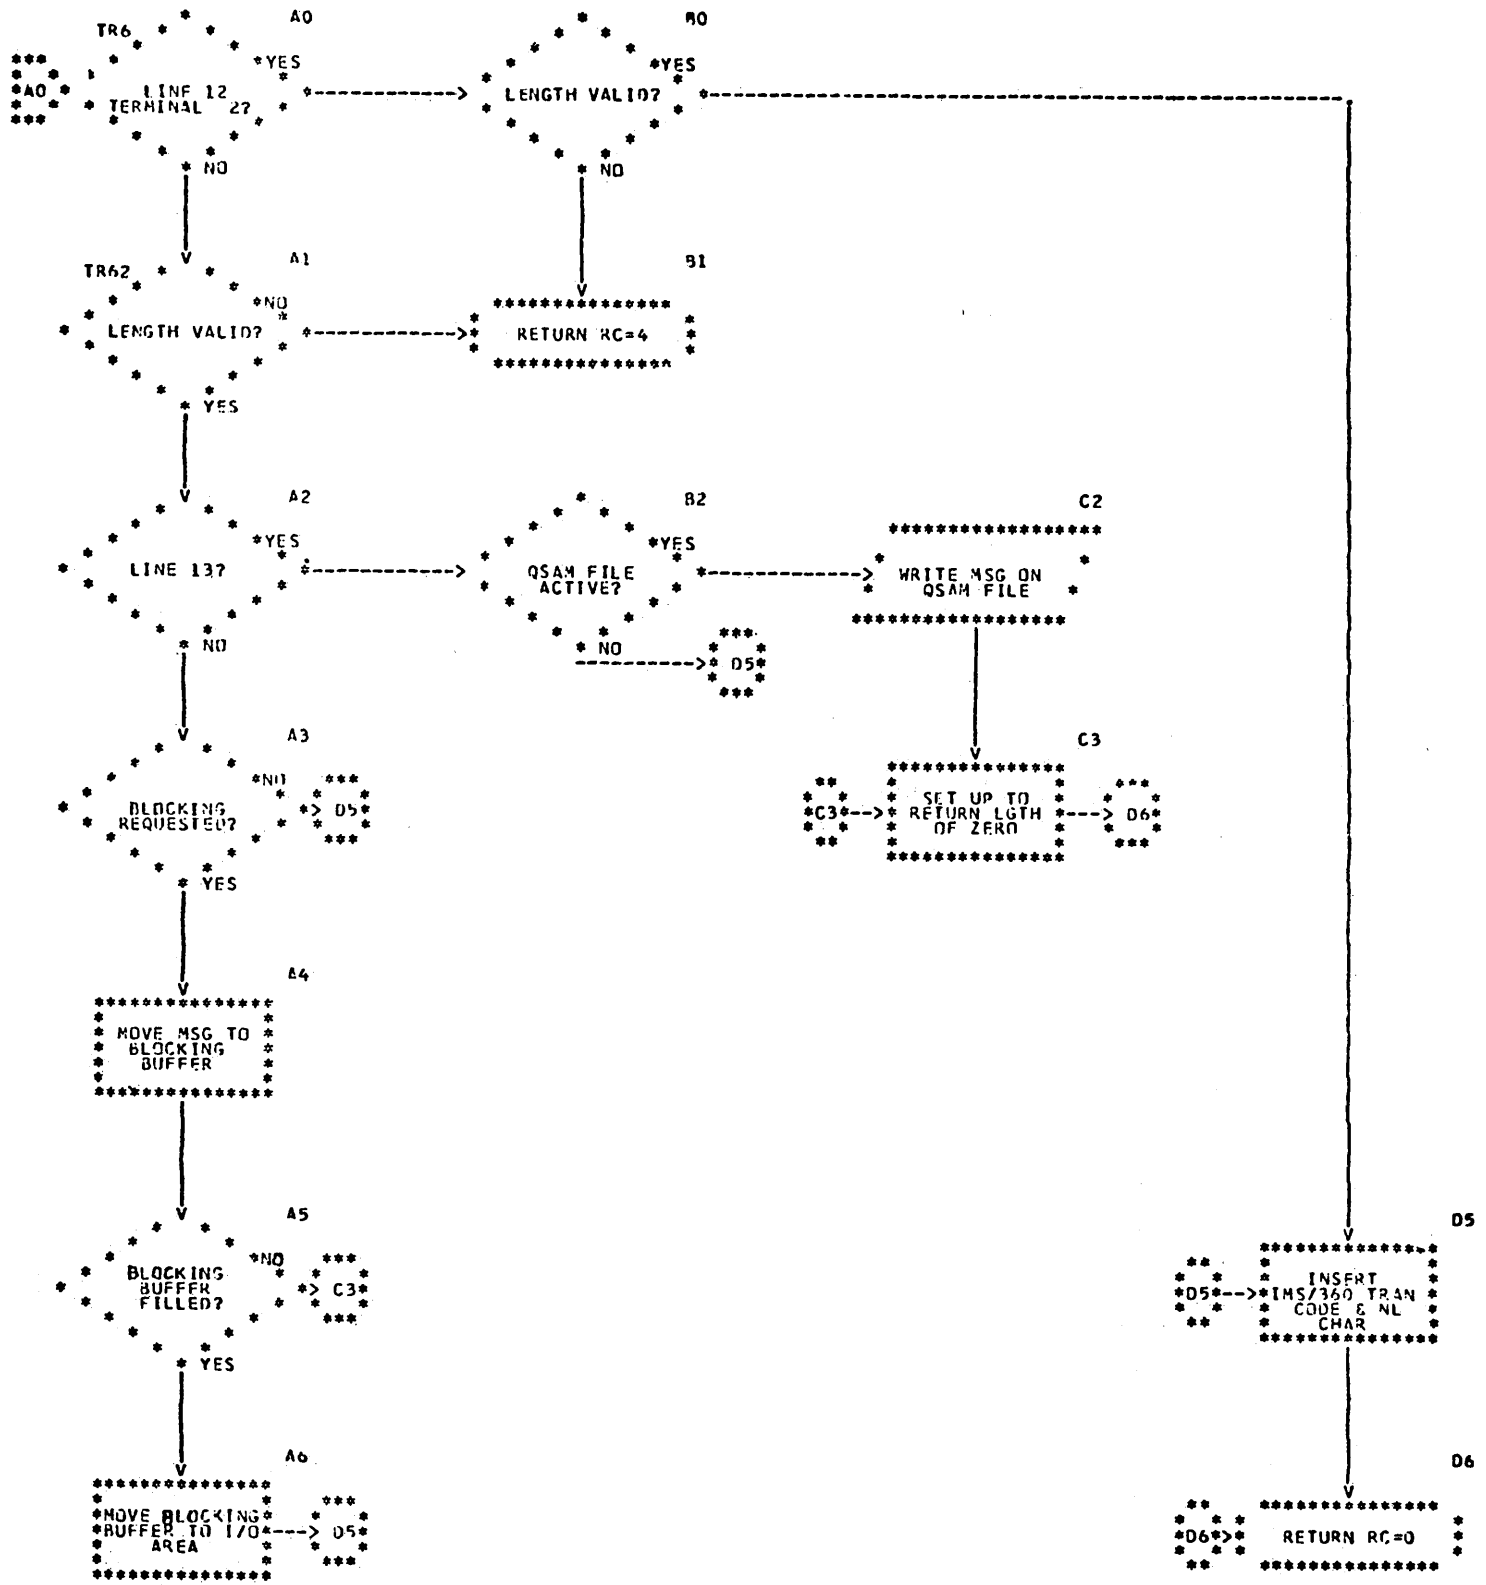 TR6
A0
A0
YES
LINE 12
TERMINAL 2?
NO
B0
YES
LENGTH VALID?
NO
TR62
A1
NO
LENGTH VALID?
YES
B1
RETURN RC=4
A2
YES
LINE 13?
NO
B2
YES
QSAM FILE
ACTIVE?
NO
D5
C2
WRITE MSG ON
QSAM FILE
A3
NO
BLOCKING
REQUESTED?
YES
D5
C3
C3
SET UP TO
RETURN LGTH
OF ZERO
D6
A4
MOVE MSG TO
BLOCKING
BUFFER
A5
NO
BLOCKING
BUFFER
FILLED?
YES
C3
D5
D5
INSERT
IMS/360 TRAN
CODE & NL
CHAR
A6
MOVE BLOCKING
BUFFER TO I/O
AREA
D5
D6
D6
RETURN RC=0